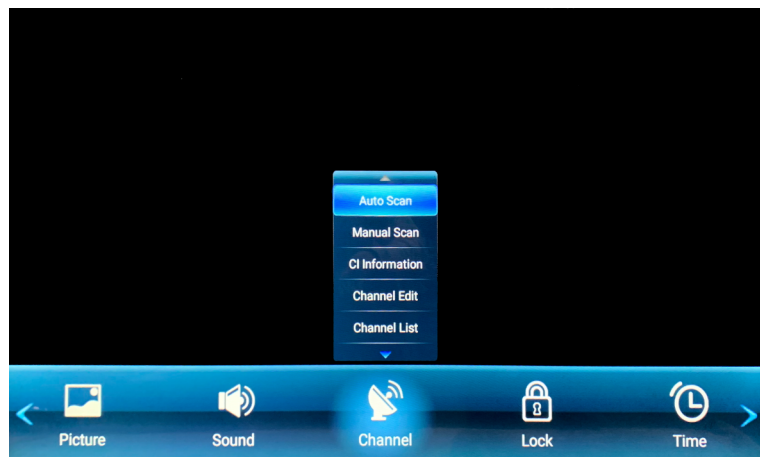 Auto Scan
Manual Scan
CI Information
Channel Edit
Channel List
Picture Sound Channel Lock Time